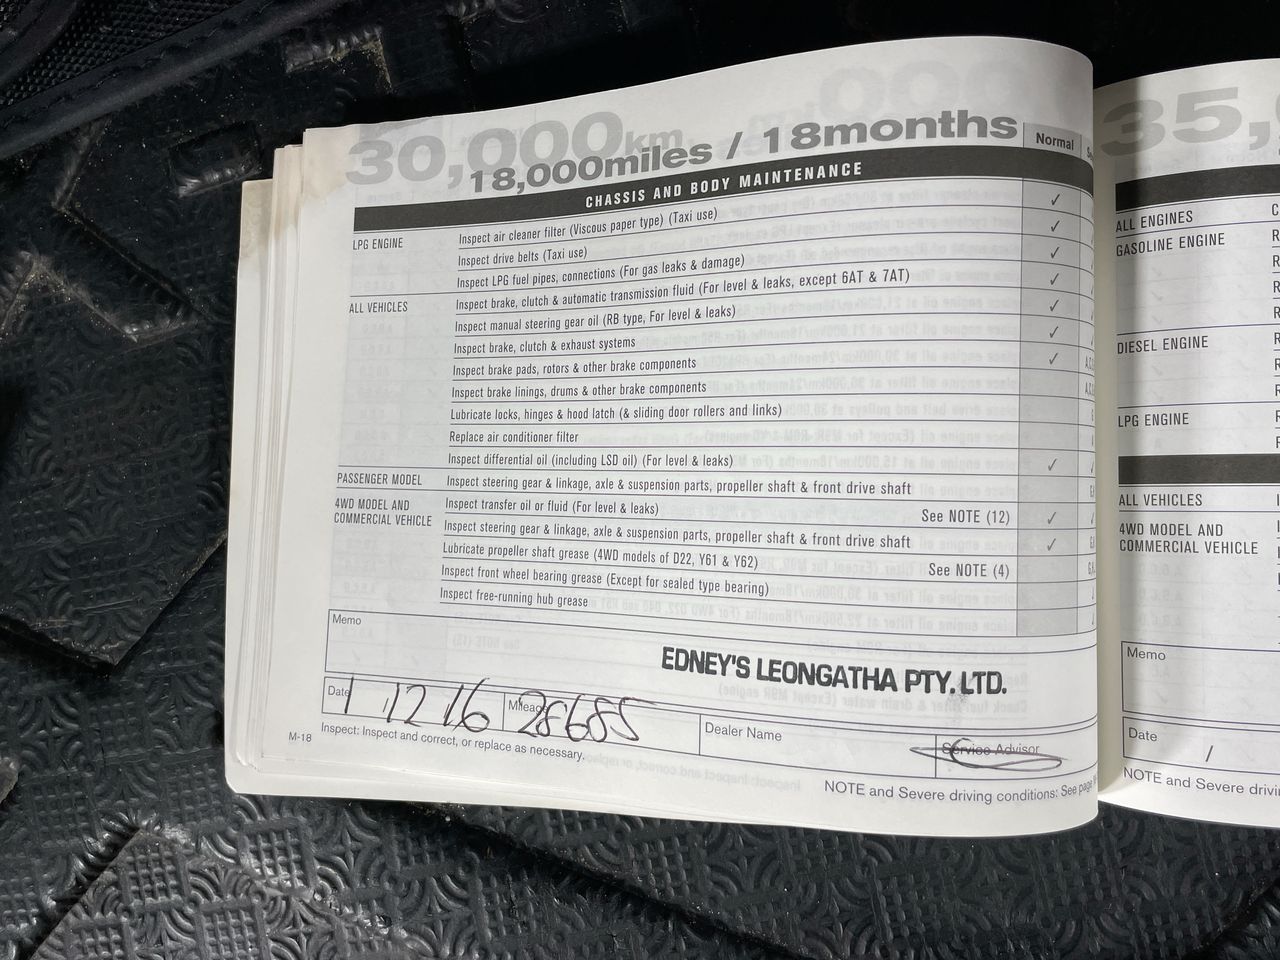 30,000km
18,000miles / 18months
Normal
CHASSIS AND BODY MAINTENANCE
LPG ENGINE
Inspect air cleaner filter (Viscous paper type) (Taxi use) ✓
Inspect drive belts (Taxi use) ✓
Inspect LPG fuel pipes, connections (For gas leaks & damage) ✓
ALL VEHICLES
Inspect brake, clutch & automatic transmission fluid (For level & leaks, except 6AT & 7AT) ✓
Inspect manual steering gear oil (RB type, For level & leaks) ✓
Inspect brake, clutch & exhaust systems ✓
Inspect brake pads, rotors & other brake components ✓
Inspect brake linings, drums & other brake components
Lubricate locks, hinges & hood latch (& sliding door rollers and links)
Replace air conditioner filter
Inspect differential oil (including LSD oil) (For level & leaks) ✓
PASSENGER MODEL
Inspect steering gear & linkage, axle & suspension parts, propeller shaft & front drive shaft
4WD MODEL AND
COMMERCIAL VEHICLE
Inspect transfer oil or fluid (For level & leaks) See NOTE (12) ✓
Inspect steering gear & linkage, axle & suspension parts, propeller shaft & front drive shaft ✓
Lubricate propeller shaft grease (4WD models of D22, Y61 & Y62) See NOTE (4)
Inspect front wheel bearing grease (Except for sealed type bearing)
Inspect free-running hub grease
Memo
EDNEY'S LEONGATHA PTY. LTD.
Date 1 12 16
Mileage 28685
Dealer Name
Service Advisor
M-18
Inspect: Inspect and correct, or replace as necessary.
NOTE and Severe driving conditions: See page
35,
ALL ENGINES
GASOLINE ENGINE
DIESEL ENGINE
LPG ENGINE
ALL VEHICLES
4WD MODEL AND
COMMERCIAL VEHICLE
Memo
Date /
NOTE and Severe